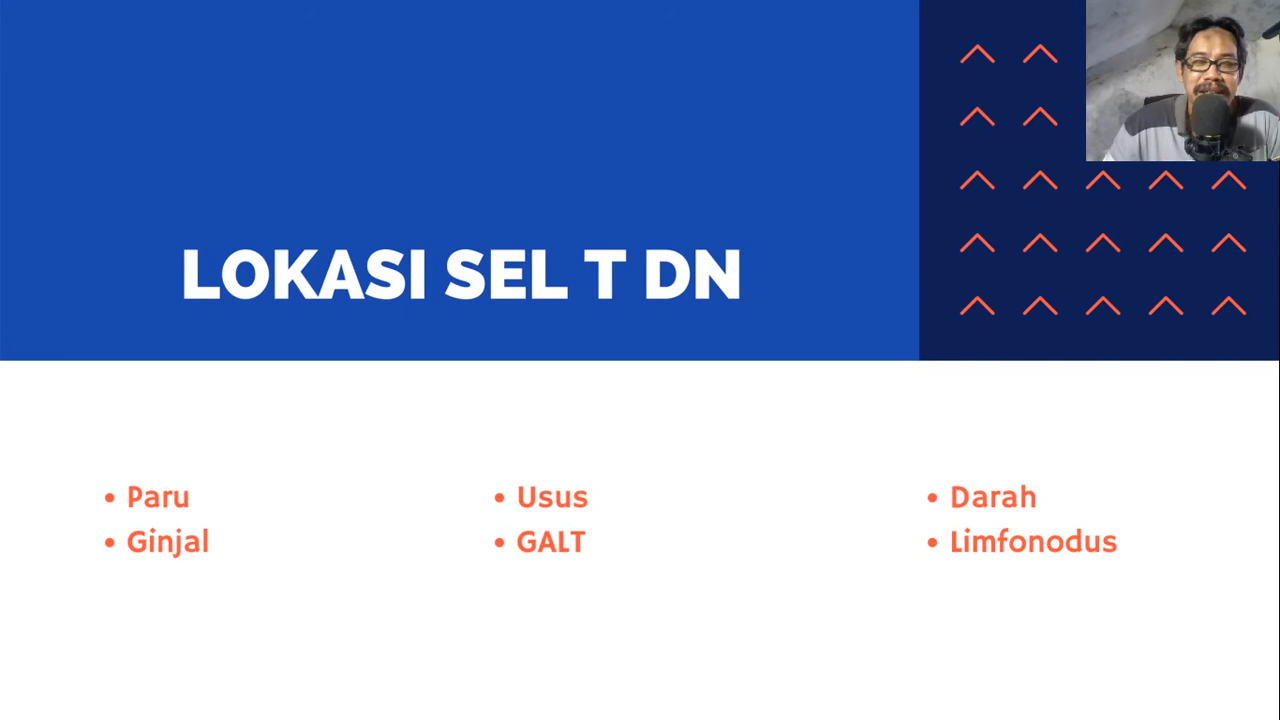 LOKASI SEL T DN
• Paru
• Ginjal
• Usus
• GALT
• Darah
• Limfonodus